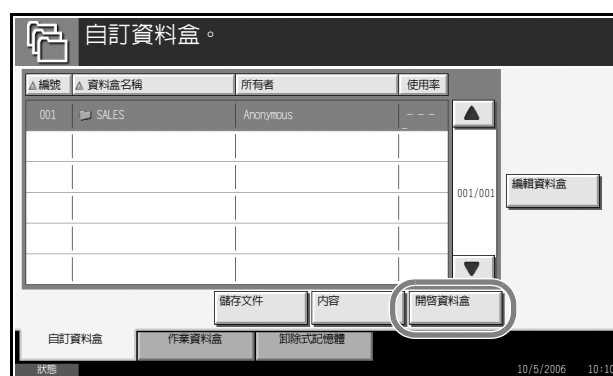 自訂資料盒。
編號 資料盒名稱 所有者 使用率
001 SALES Anonymous - - -
001/001
編輯資料盒
儲存文件 內容 開啓資料盒
自訂資料盒 作業資料盒 卸除式記憶體
狀態 10/5/2006 10:10